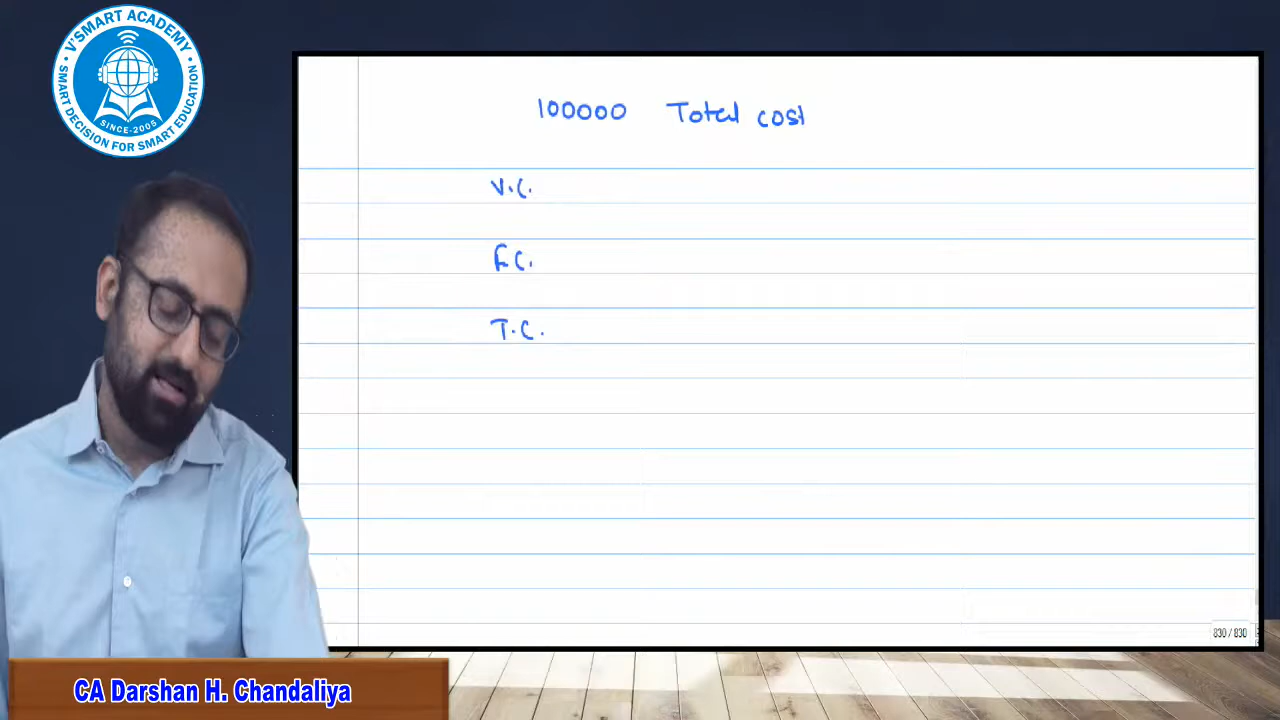 V'SMART ACADEMY
SINCE-2005
SMART DECISION FOR SMART EDUCATION
100000 Total cost
V.C.
F.C.
T.C.
830 / 830
CA Darshan H. Chandaliya